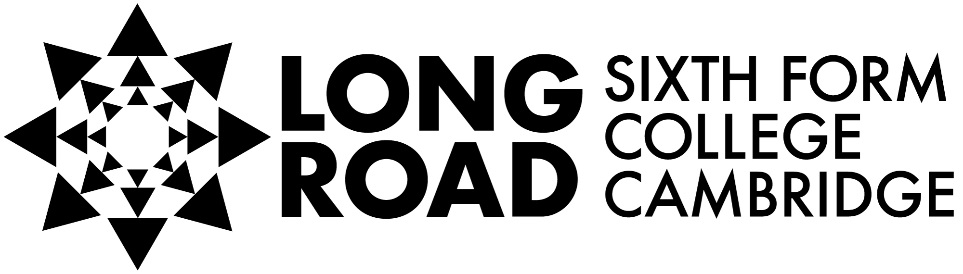 LONG
ROAD
SIXTH FORM
COLLEGE
CAMBRIDGE